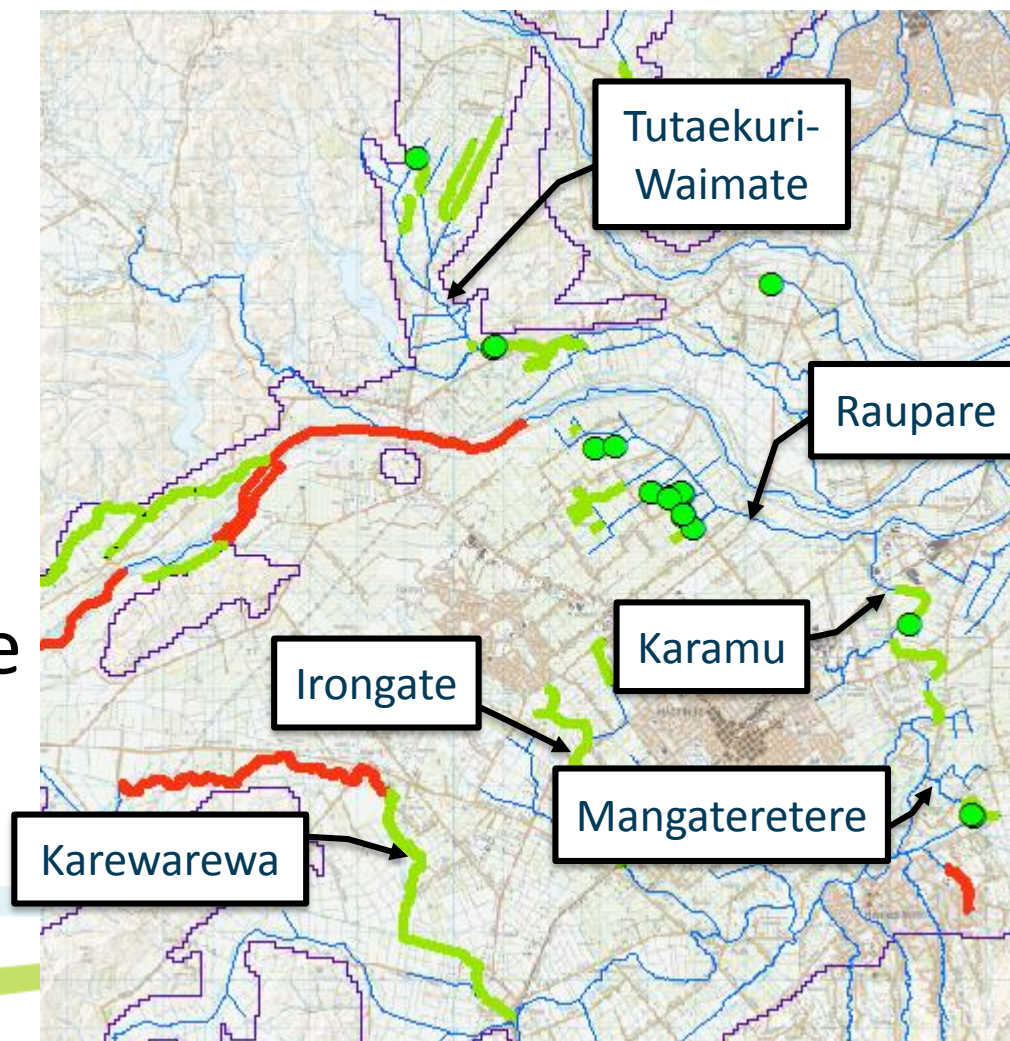 Tutaekuri-
Waimate
Raupare
e
Karamu
Irongate
Mangateretere
Karewarewa